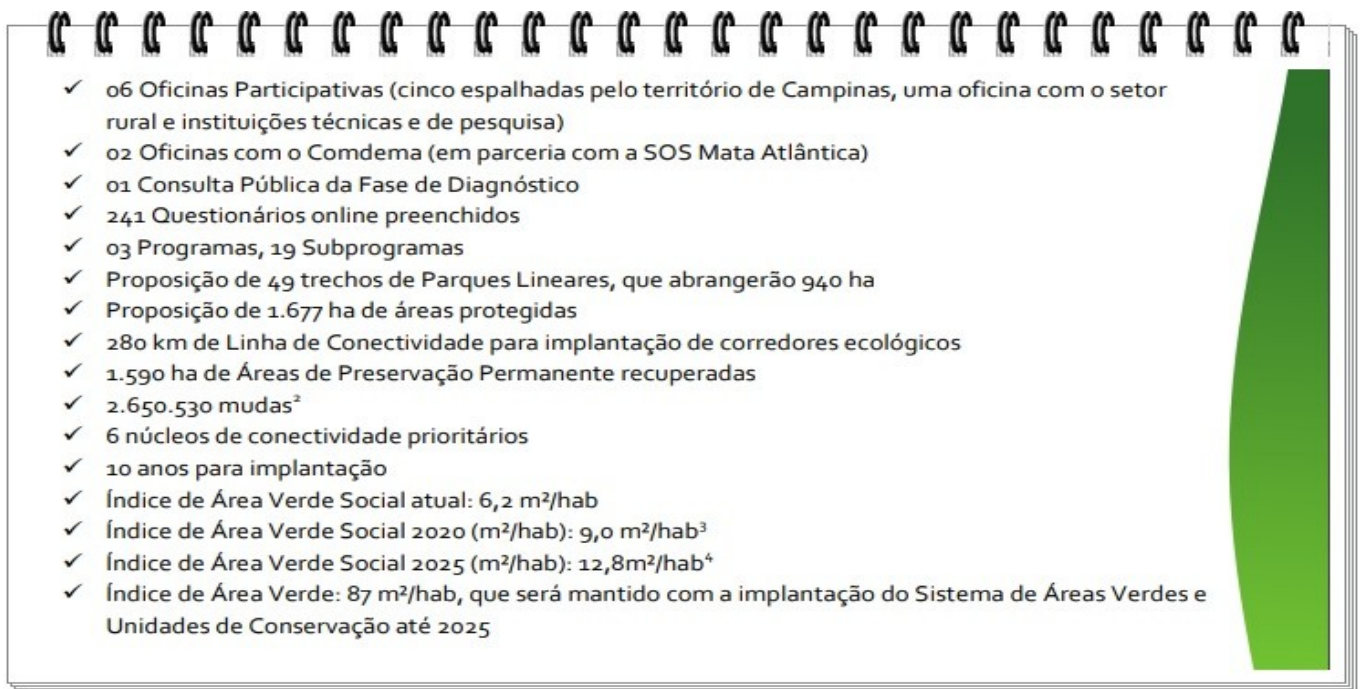 ✓ 06 Oficinas Participativas (cinco espalhadas pelo território de Campinas, uma oficina com o setor
rural e instituições técnicas e de pesquisa)
✓ 02 Oficinas com o Comdema (em parceria com a SOS Mata Atlântica)
✓ 01 Consulta Pública da Fase de Diagnóstico
✓ 241 Questionários online preenchidos
✓ 03 Programas, 19 Subprogramas
✓ Proposição de 49 trechos de Parques Lineares, que abrangerão 940 ha
✓ Proposição de 1.677 ha de áreas protegidas
✓ 280 km de Linha de Conectividade para implantação de corredores ecológicos
✓ 1.590 ha de Áreas de Preservação Permanente recuperadas
✓ 2.650.530 mudas²
✓ 6 núcleos de conectividade prioritários
✓ 10 anos para implantação
✓ Índice de Área Verde Social atual: 6,2 m²/hab
✓ Índice de Área Verde Social 2020 (m²/hab): 9,0 m²/hab³
✓ Índice de Área Verde Social 2025 (m²/hab): 12,8m²/hab⁴
✓ Índice de Área Verde: 87 m²/hab, que será mantido com a implantação do Sistema de Áreas Verdes e
Unidades de Conservação até 2025